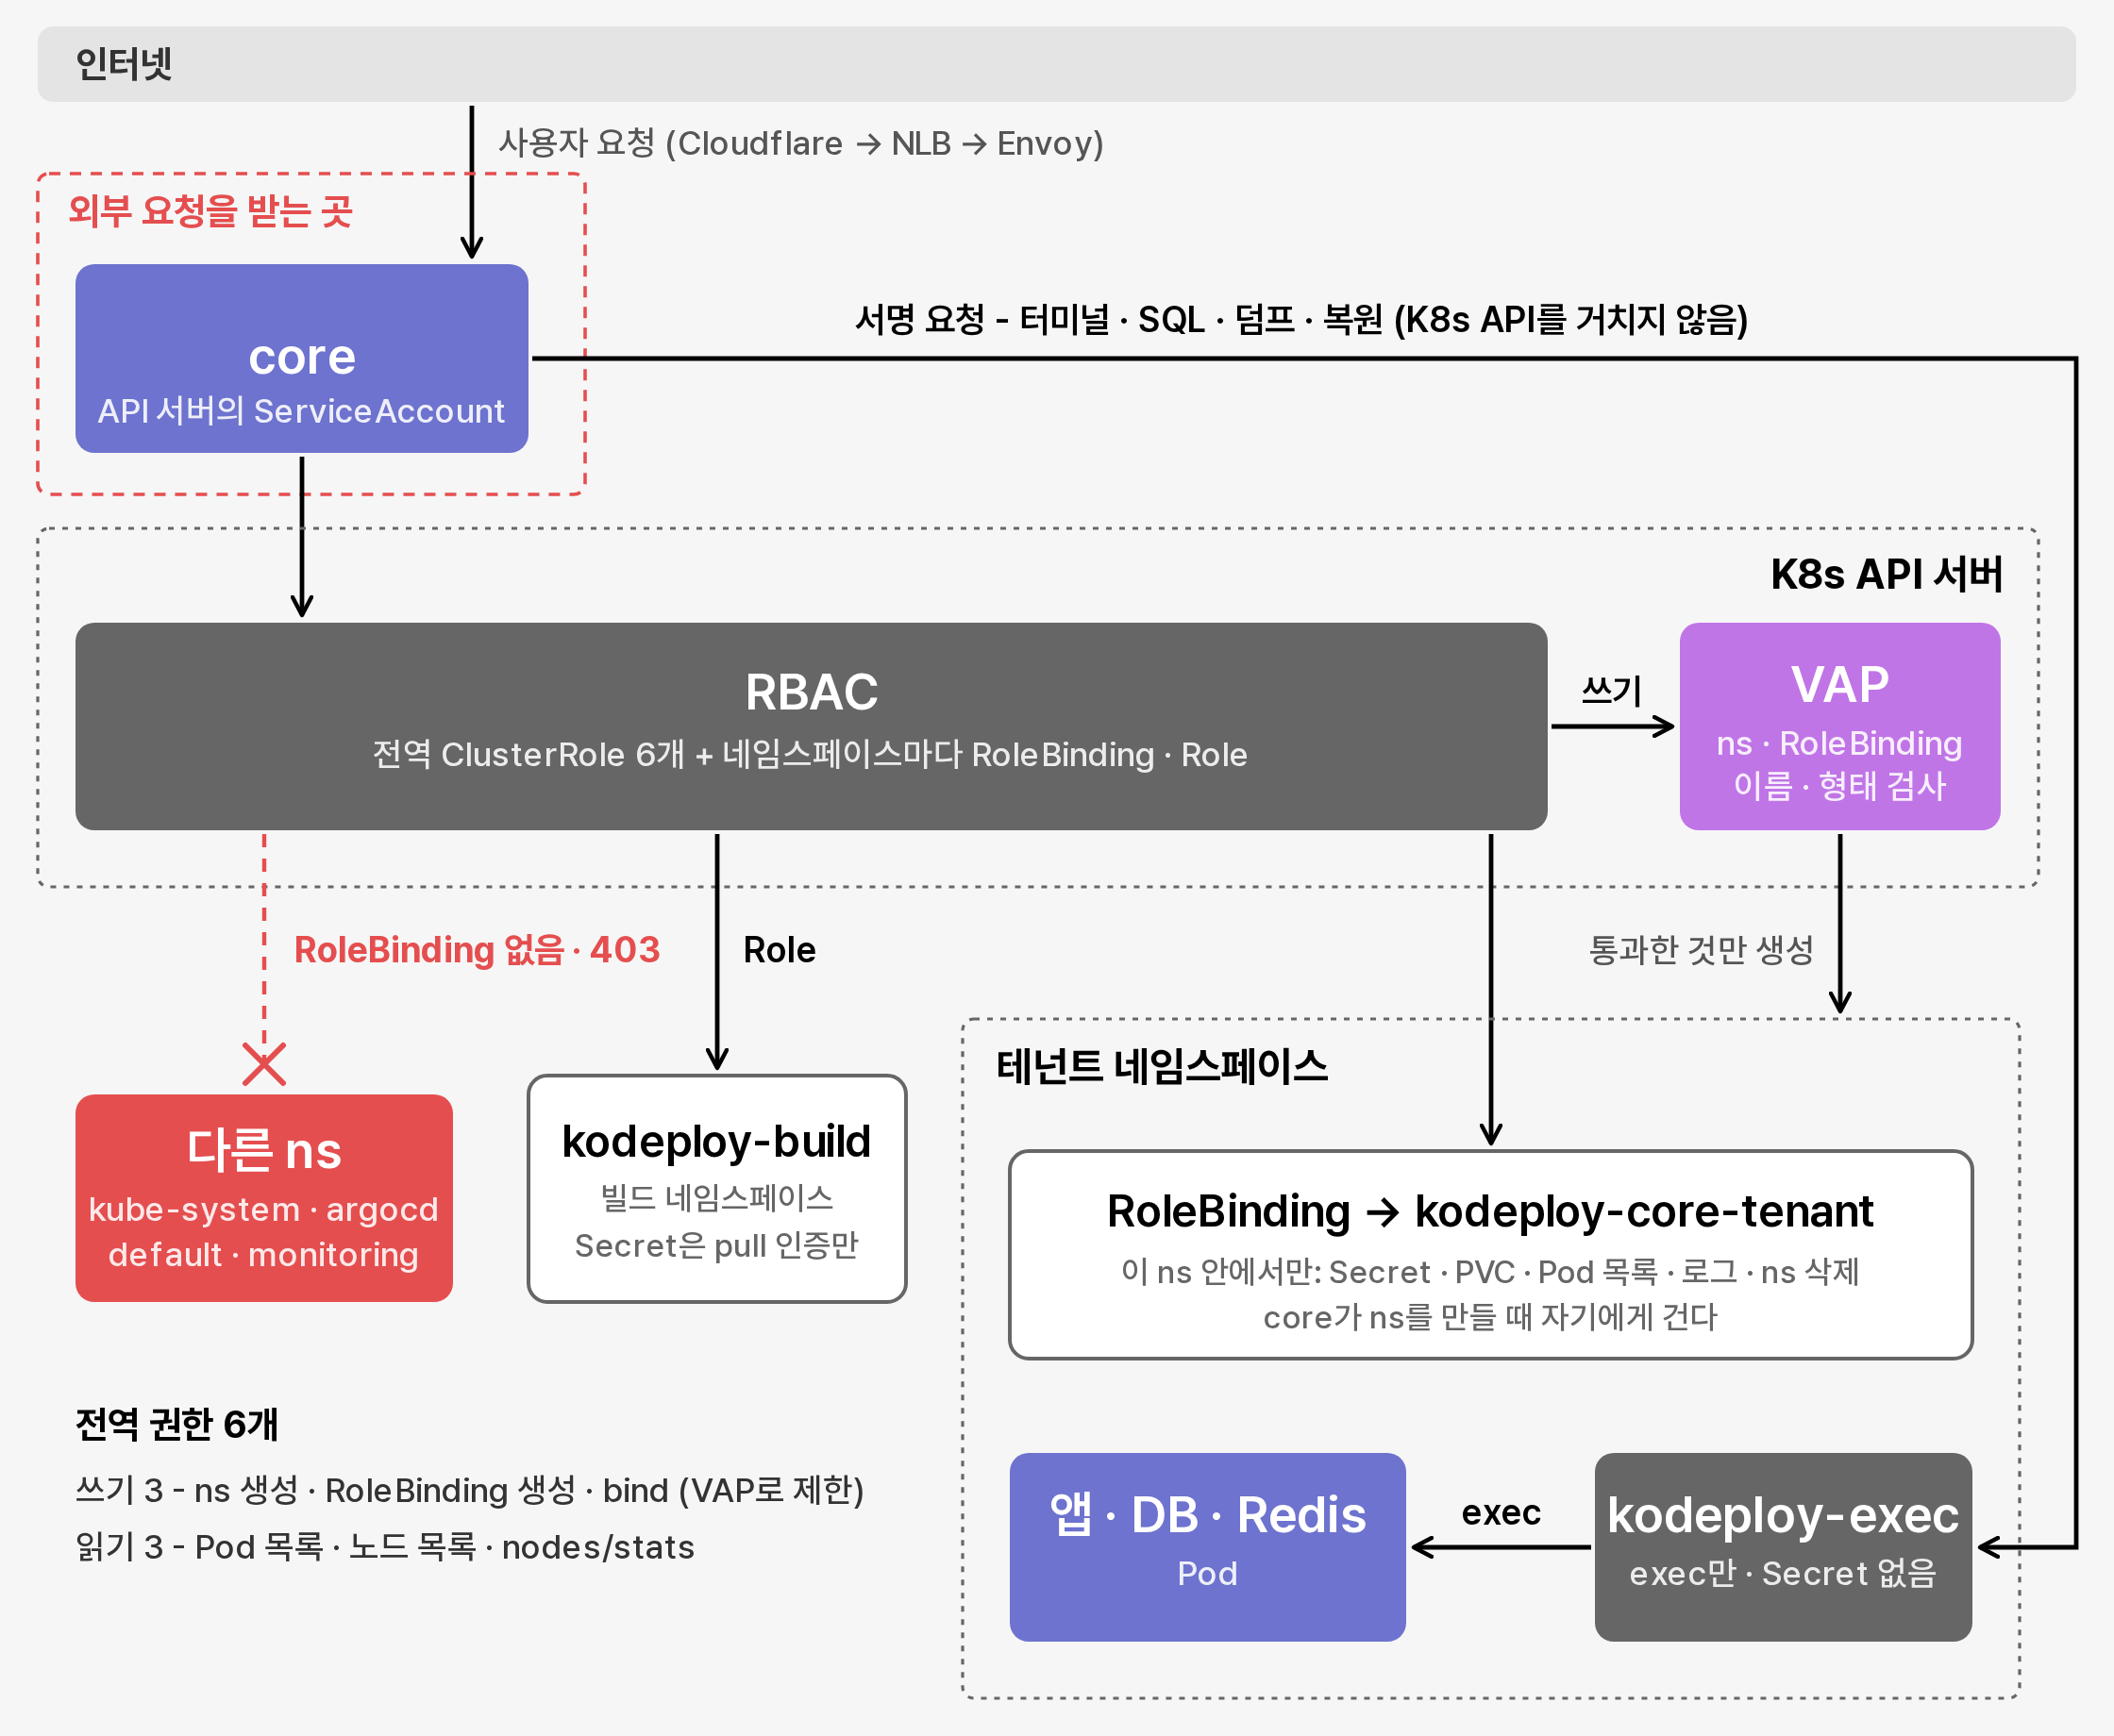 인터넷
사용자 요청 (Cloudflare → NLB → Envoy)
외부 요청을 받는 곳
core
API 서버의 ServiceAccount
서명 요청 - 터미널 · SQL · 덤프 · 복원 (K8s API를 거치지 않음)
K8s API 서버
RBAC
전역 ClusterRole 6개 + 네임스페이스마다 RoleBinding · Role
쓰기
VAP
ns · RoleBinding
이름 · 형태 검사
RoleBinding 없음 · 403
Role
통과한 것만 생성
다른 ns
kube-system · argocd
default · monitoring
kodeploy-build
빌드 네임스페이스
Secret은 pull 인증만
테넌트 네임스페이스
RoleBinding → kodeploy-core-tenant
이 ns 안에서만: Secret · PVC · Pod 목록 · 로그 · ns 삭제
core가 ns를 만들 때 자기에게 건다
전역 권한 6개
쓰기 3 - ns 생성 · RoleBinding 생성 · bind (VAP로 제한)
읽기 3 - Pod 목록 · 노드 목록 · nodes/stats
앱 · DB · Redis
Pod
exec
kodeploy-exec
exec만 · Secret 없음